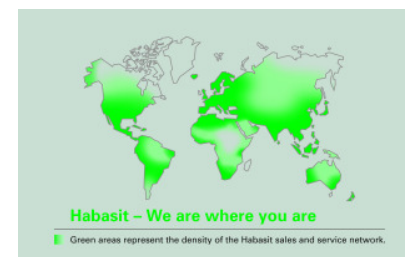 Habasit – We are where you are
Green areas represent the density of the Habasit sales and service network.